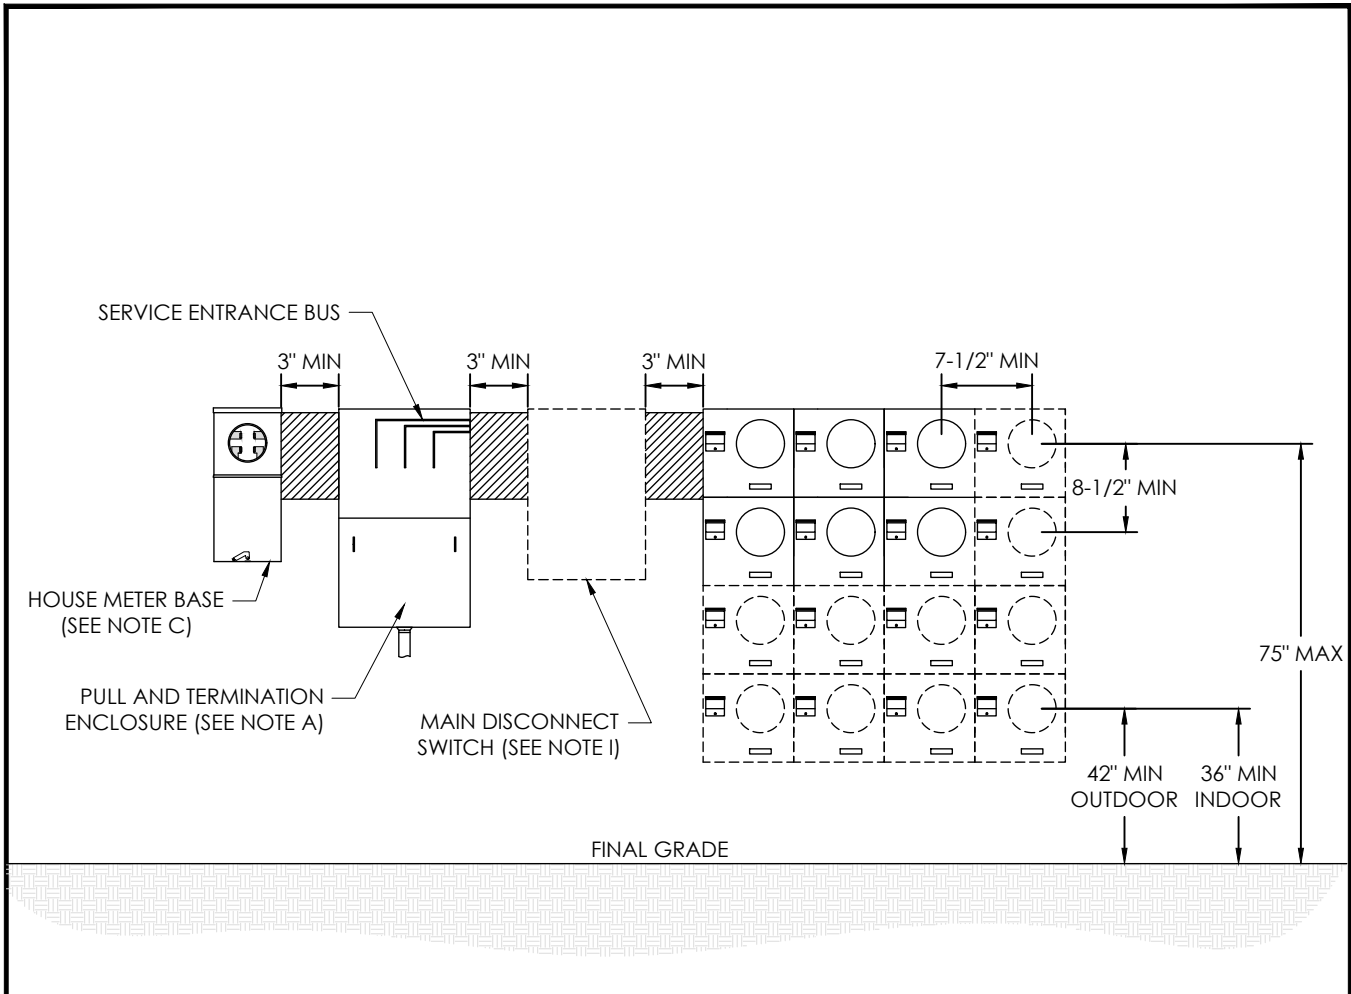 SERVICE ENTRANCE BUS
3" MIN
3" MIN
3" MIN
7-1/2" MIN
8-1/2" MIN
HOUSE METER BASE
(SEE NOTE C)
75" MAX
PULL AND TERMINATION
ENCLOSURE (SEE NOTE A)
MAIN DISCONNECT
SWITCH (SEE NOTE I)
42" MIN
OUTDOOR
36" MIN
INDOOR
FINAL GRADE